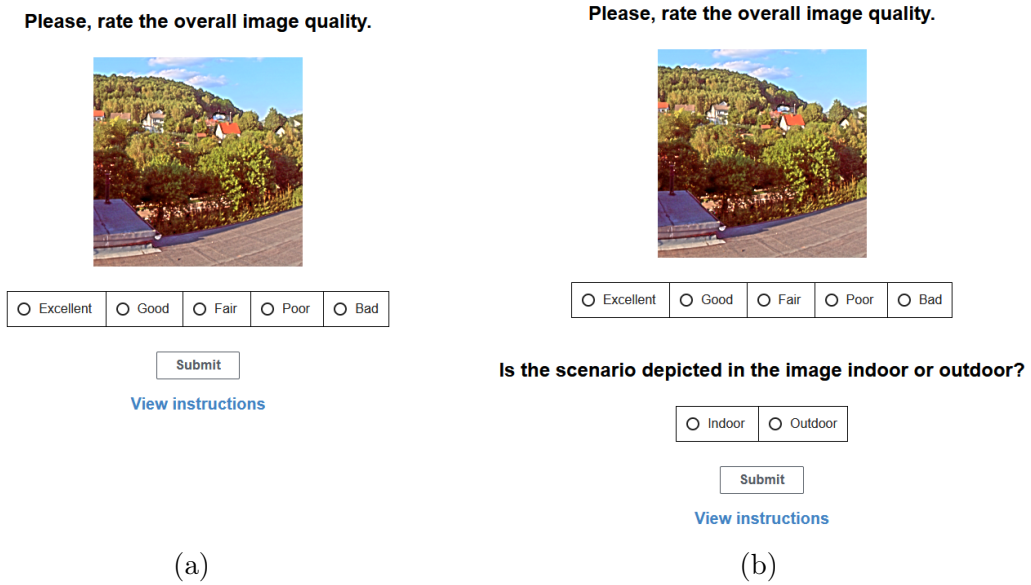 Please, rate the overall image quality.
Excellent Good Fair Poor Bad
Submit
View instructions
(a)
Please, rate the overall image quality.
Excellent Good Fair Poor Bad
Is the scenario depicted in the image indoor or outdoor?
Indoor Outdoor
Submit
View instructions
(b)